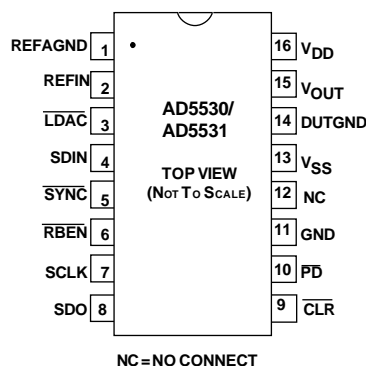 REFAGND 1 16 VDD
REFIN 2 15 VOUT
LDAC 3 AD5530/ 14 DUTGND
SDIN 4 AD5531 13 VSS
SYNC 5 TOP VIEW 12 NC
RBEN 6 (NOT TO SCALE) 11 GND
SCLK 7 10 PD
SDO 8 9 CLR
NC = NO CONNECT